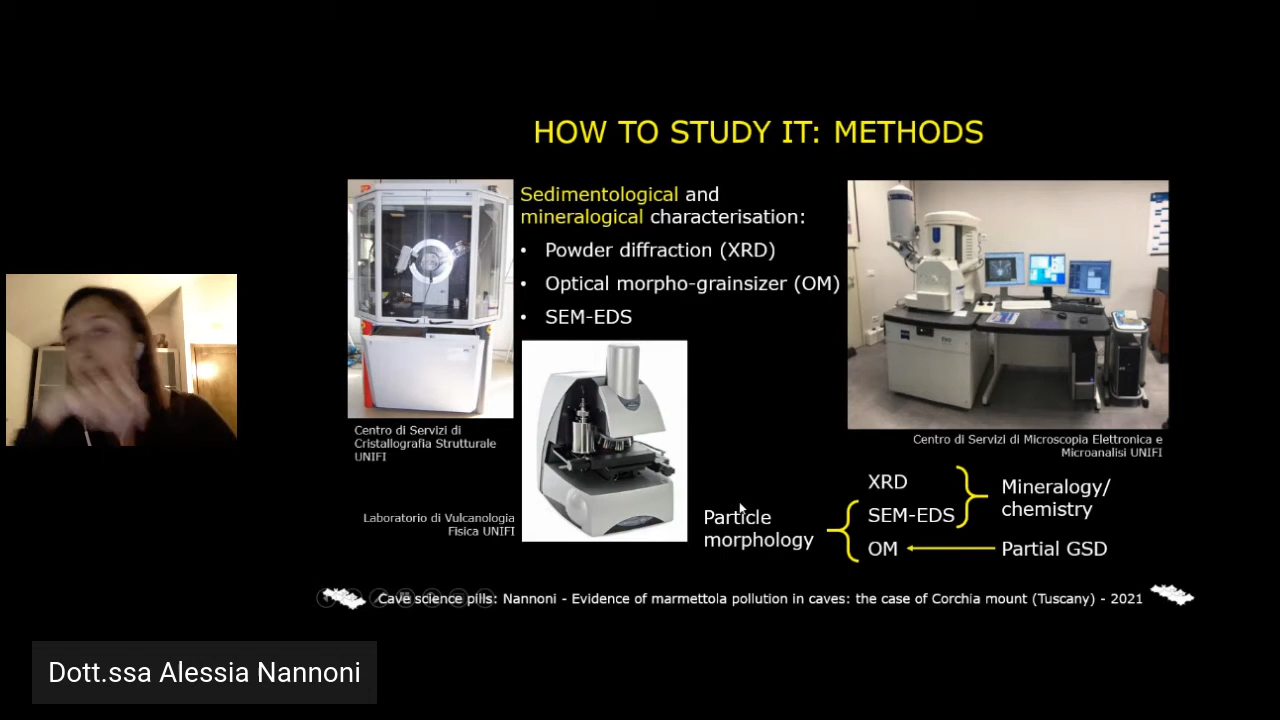 HOW TO STUDY IT: METHODS
Sedimentological and
mineralogical characterisation:
• Powder diffraction (XRD)
• Optical morpho-grainsizer (OM)
• SEM-EDS
Centro di Servizi di
Cristallografia Strutturale
UNIFI
Centro di Servizi di Microscopia Elettronica e
Microanalisi UNIFI
Laboratorio di Vulcanologia
Fisica UNIFI
Particle
morphology
XRD
SEM-EDS
OM
Mineralogy/
chemistry
Partial GSD
Cave science pills: Nannoni - Evidence of marmettola pollution in caves: the case of Corchia mount (Tuscany) - 2021
Dott.ssa Alessia Nannoni